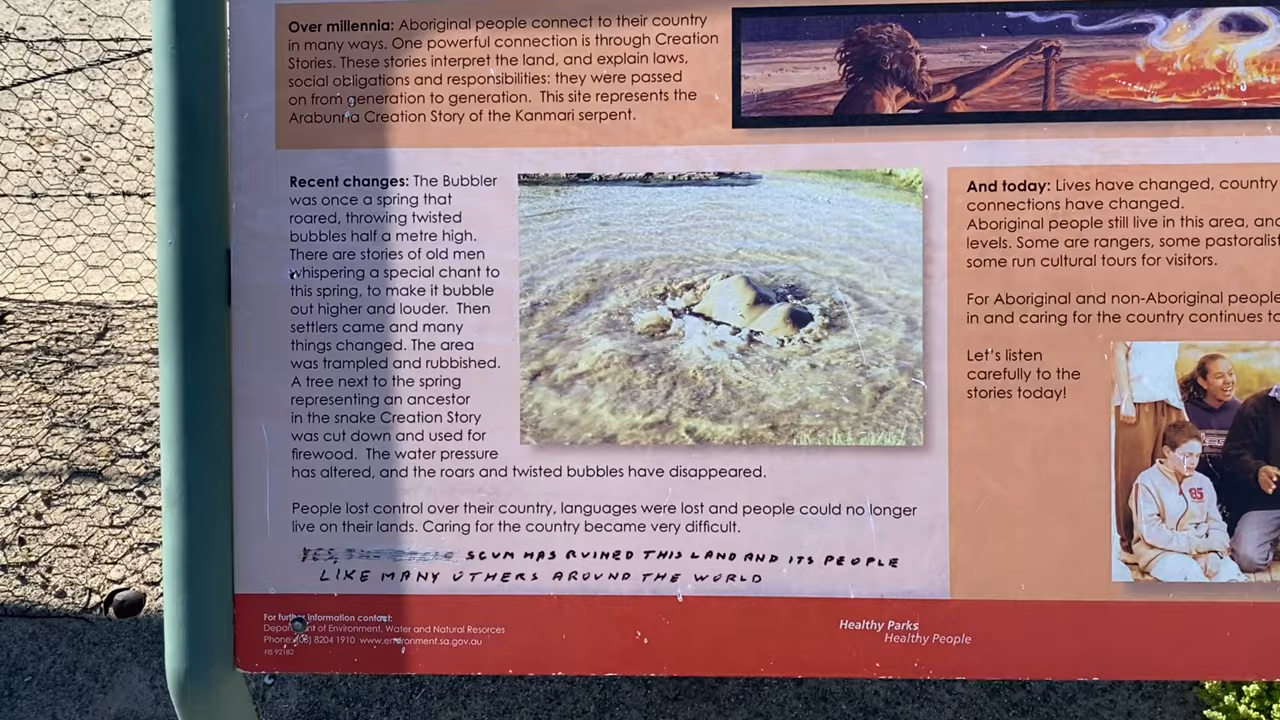 Over millennia: Aboriginal people connect to their country
in many ways. One powerful connection is through Creation
Stories. These stories interpret the land, and explain laws,
social obligations and responsibilities: they were passed
on from generation to generation. This site represents the
Arabunna Creation Story of the Kanmari serpent.
Recent changes: The Bubbler
was once a spring that
roared, throwing twisted
bubbles half a metre high.
There are stories of old men
whispering a special chant to
this spring, to make it bubble
out higher and louder. Then
settlers came and many
things changed. The area
was trampled and rubbished.
A tree next to the spring
representing an ancestor
in the snake Creation Story
was cut down and used for
firewood. The water pressure
has altered, and the roars and twisted bubbles have disappeared.
People lost control over their country, languages were lost and people could no longer
live on their lands. Caring for the country became very difficult.
YES, SCUM HAS RUINED THIS LAND AND ITS PEOPLE
LIKE MANY OTHERS AROUND THE WORLD
And today: Lives have changed, country
connections have changed.
Aboriginal people still live in this area, and
levels. Some are rangers, some pastoralist
some run cultural tours for visitors.
For Aboriginal and non-Aboriginal people
in and caring for the country continues to
Let's listen
carefully to the
stories today!
85
For further information contact:
Department of Environment, Water and Natural Resorces
Phone: (08) 8204 1910 www.environment.sa.gov.au
FIS 92182
Healthy Parks
Healthy People